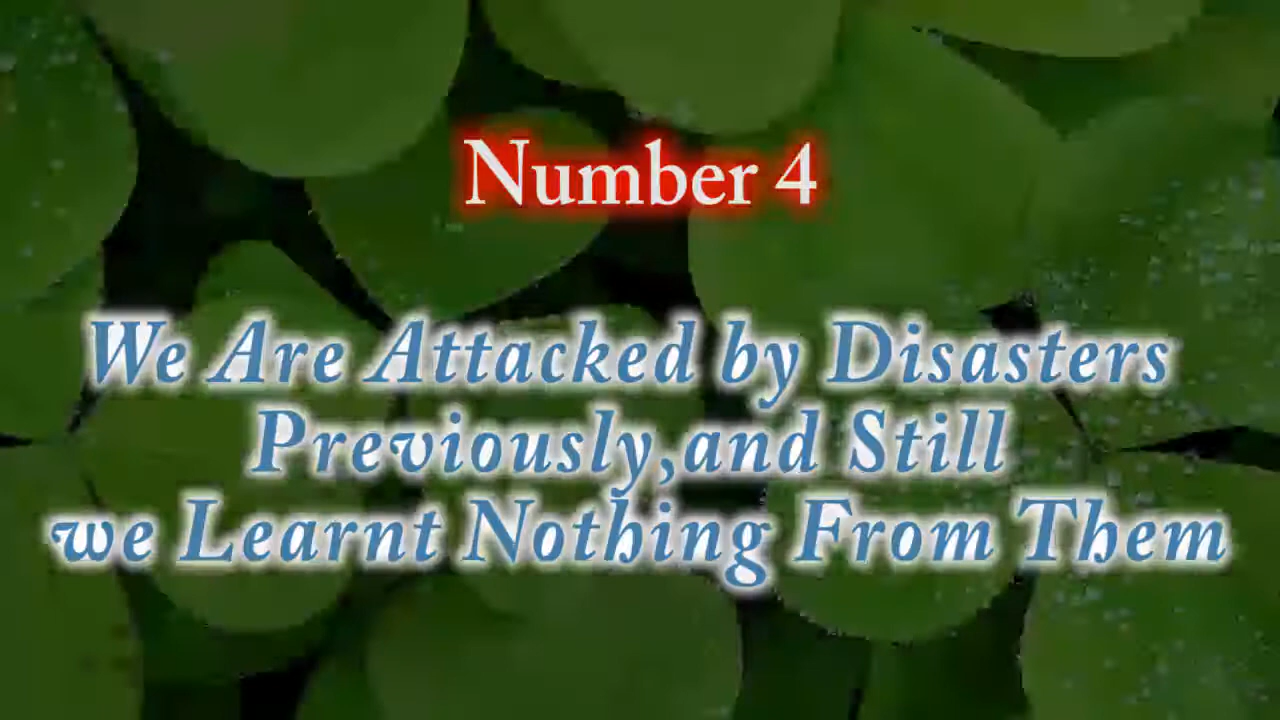 Number 4
We Are Attacked by Disasters
Previously,and Still
we Learnt Nothing From Them